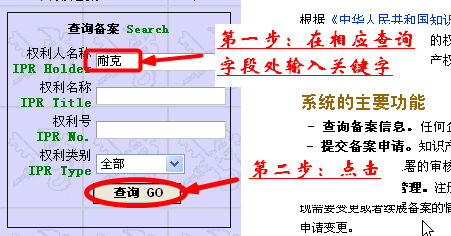 查询备案 Search
权利人名称
IPR Holder
耐克
权利名称
IPR Title
权利号
IPR No.
权利类别
IPR Type
全部
查询 GO
第一步：在相应查询
字段处输入关键字
第二步：点击
根据《中华人民共和国知识
的权
产权
系统的主要功能
- 查询备案信息。任何企
- 提交备案申请。知识产
署的审核
管理。注册
现需要变更或者续展备案的情
申请变更。